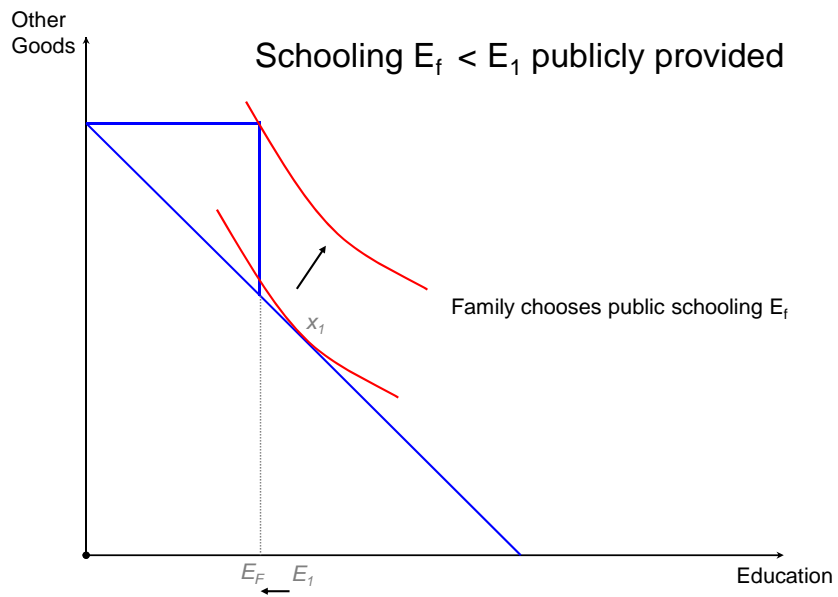 Other
Goods
Schooling E_f < E_1 publicly provided
x_1
Family chooses public schooling E_f
E_F
E_1
Education